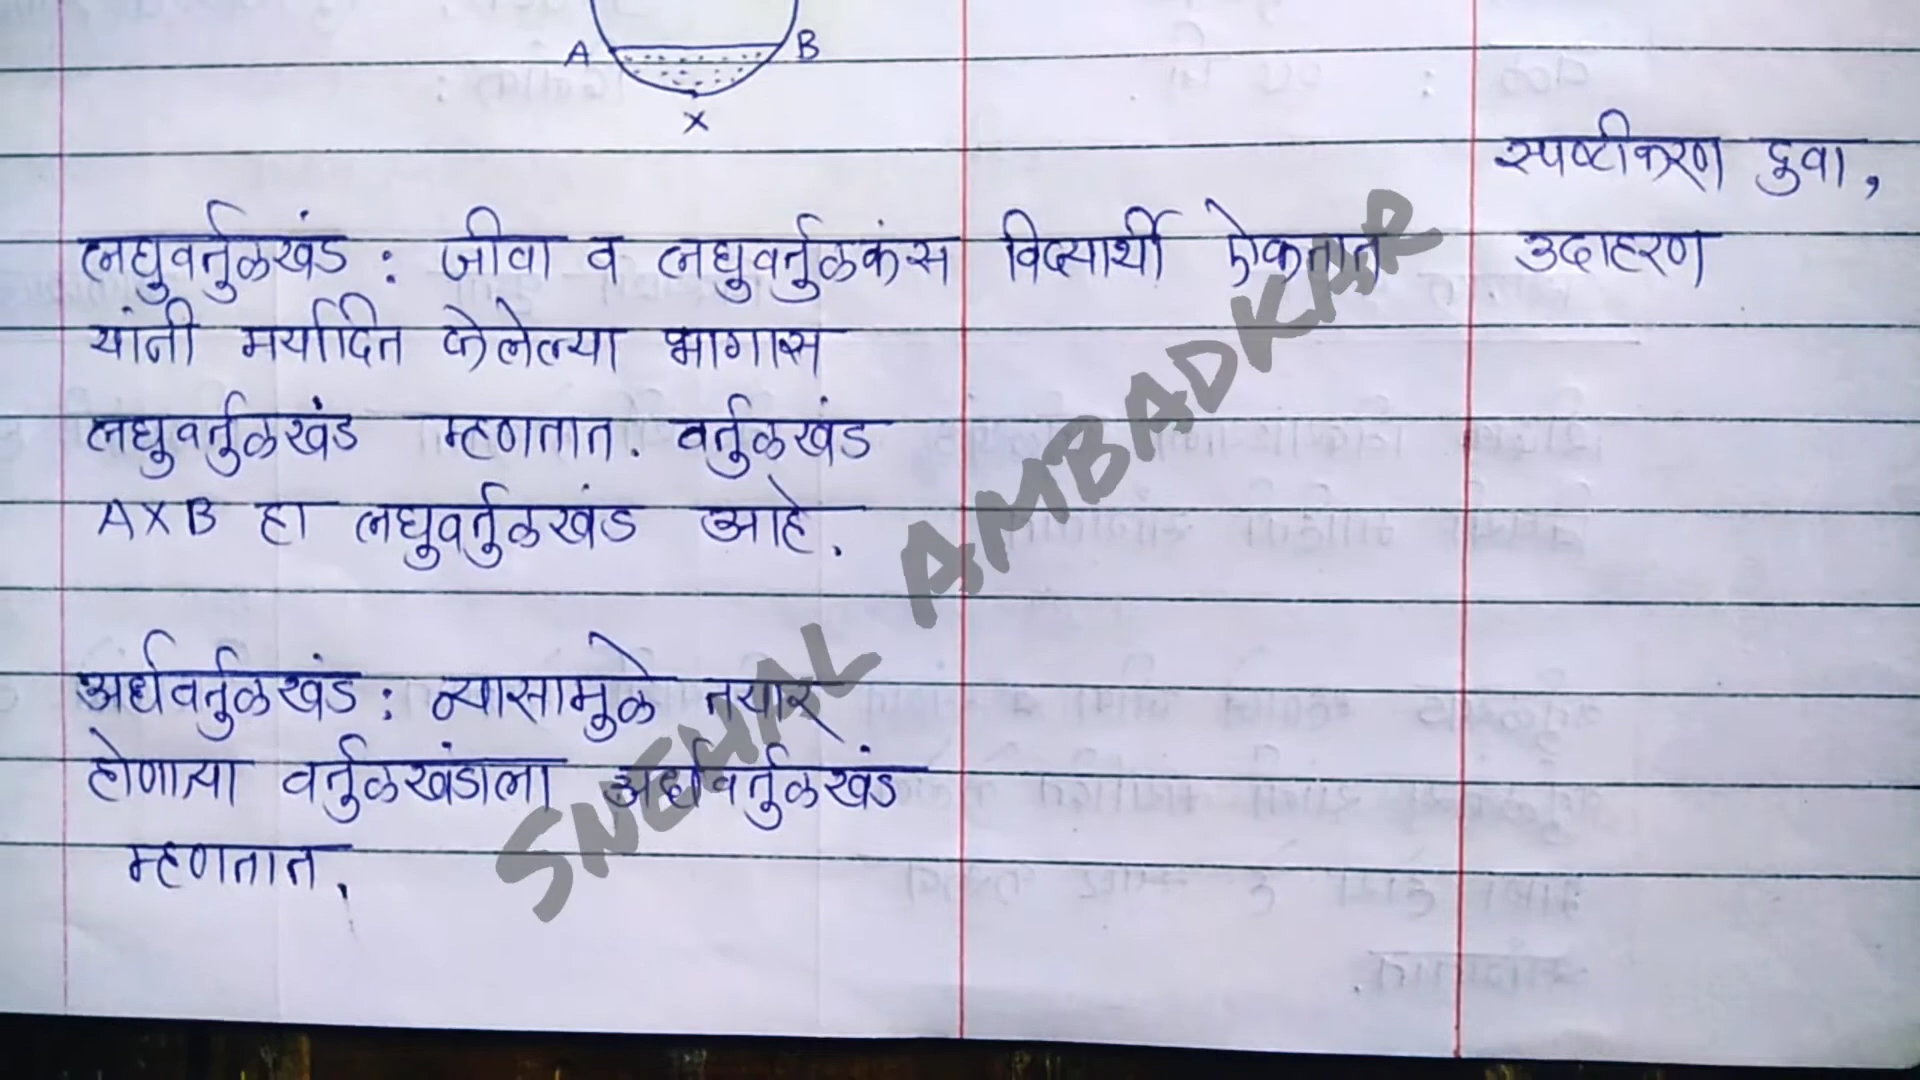 A B
X
स्पष्टीकरण दुवा,
लघुवर्तुळखंड : जीवा व लघुवर्तुळकंस विद्यार्थी ऐकतात उदाहरण
यांनी मर्यादित केलेल्या भागास
लघुवर्तुळखंड म्हणतात. वर्तुळखंड
AXB हा लघुवर्तुळखंड आहे.
अर्धवर्तुळखंड : व्यासामुळे तयार
होणाऱ्या वर्तुळखंडाला अर्धवर्तुळखंड
म्हणतात.
SNEHAL AMBADKAR